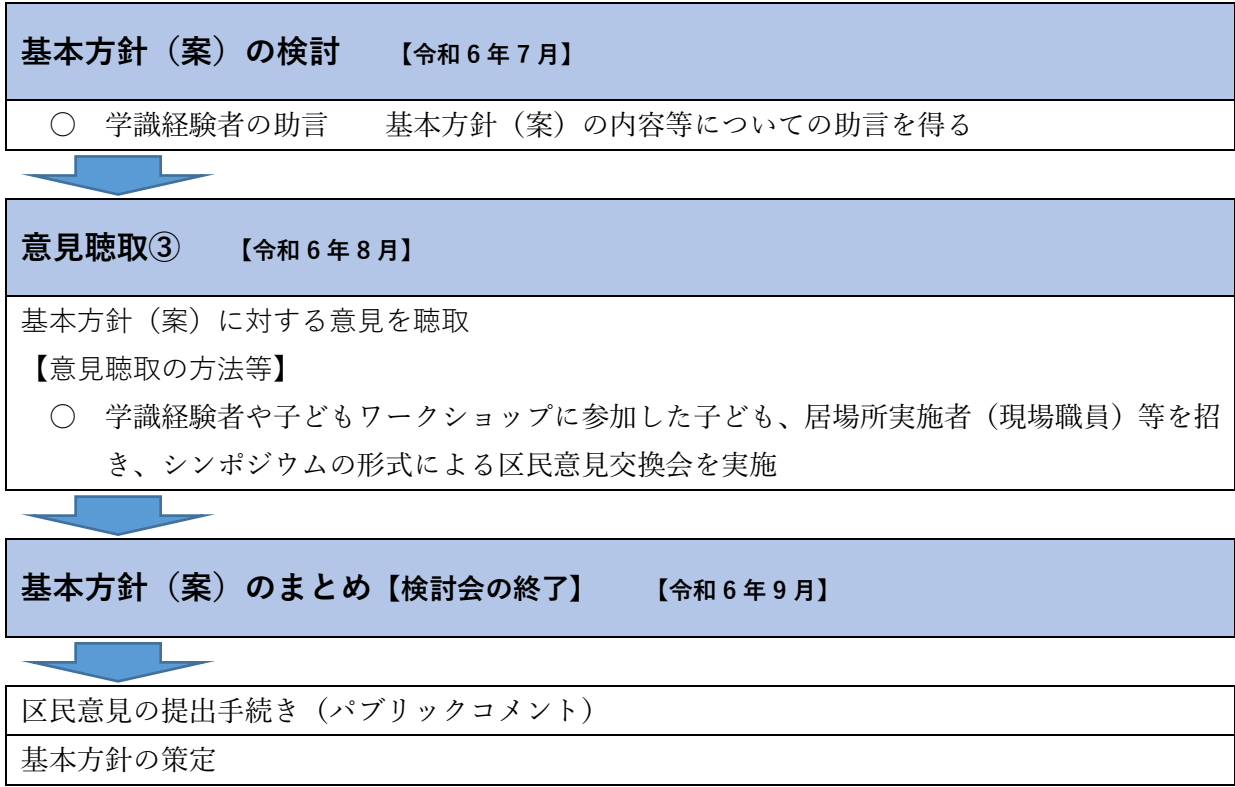 基本方針（案）の検討　　【令和６年７月】
○　学識経験者の助言　　基本方針（案）の内容等についての助言を得る
意見聴取③　　【令和６年８月】
基本方針（案）に対する意見を聴取
【意見聴取の方法等】
○　学識経験者や子どもワークショップに参加した子ども、居場所実施者（現場職員）等を招
き、シンポジウムの形式による区民意見交換会を実施
基本方針（案）のまとめ【検討会の終了】　　【令和６年９月】
区民意見の提出手続き（パブリックコメント）
基本方針の策定